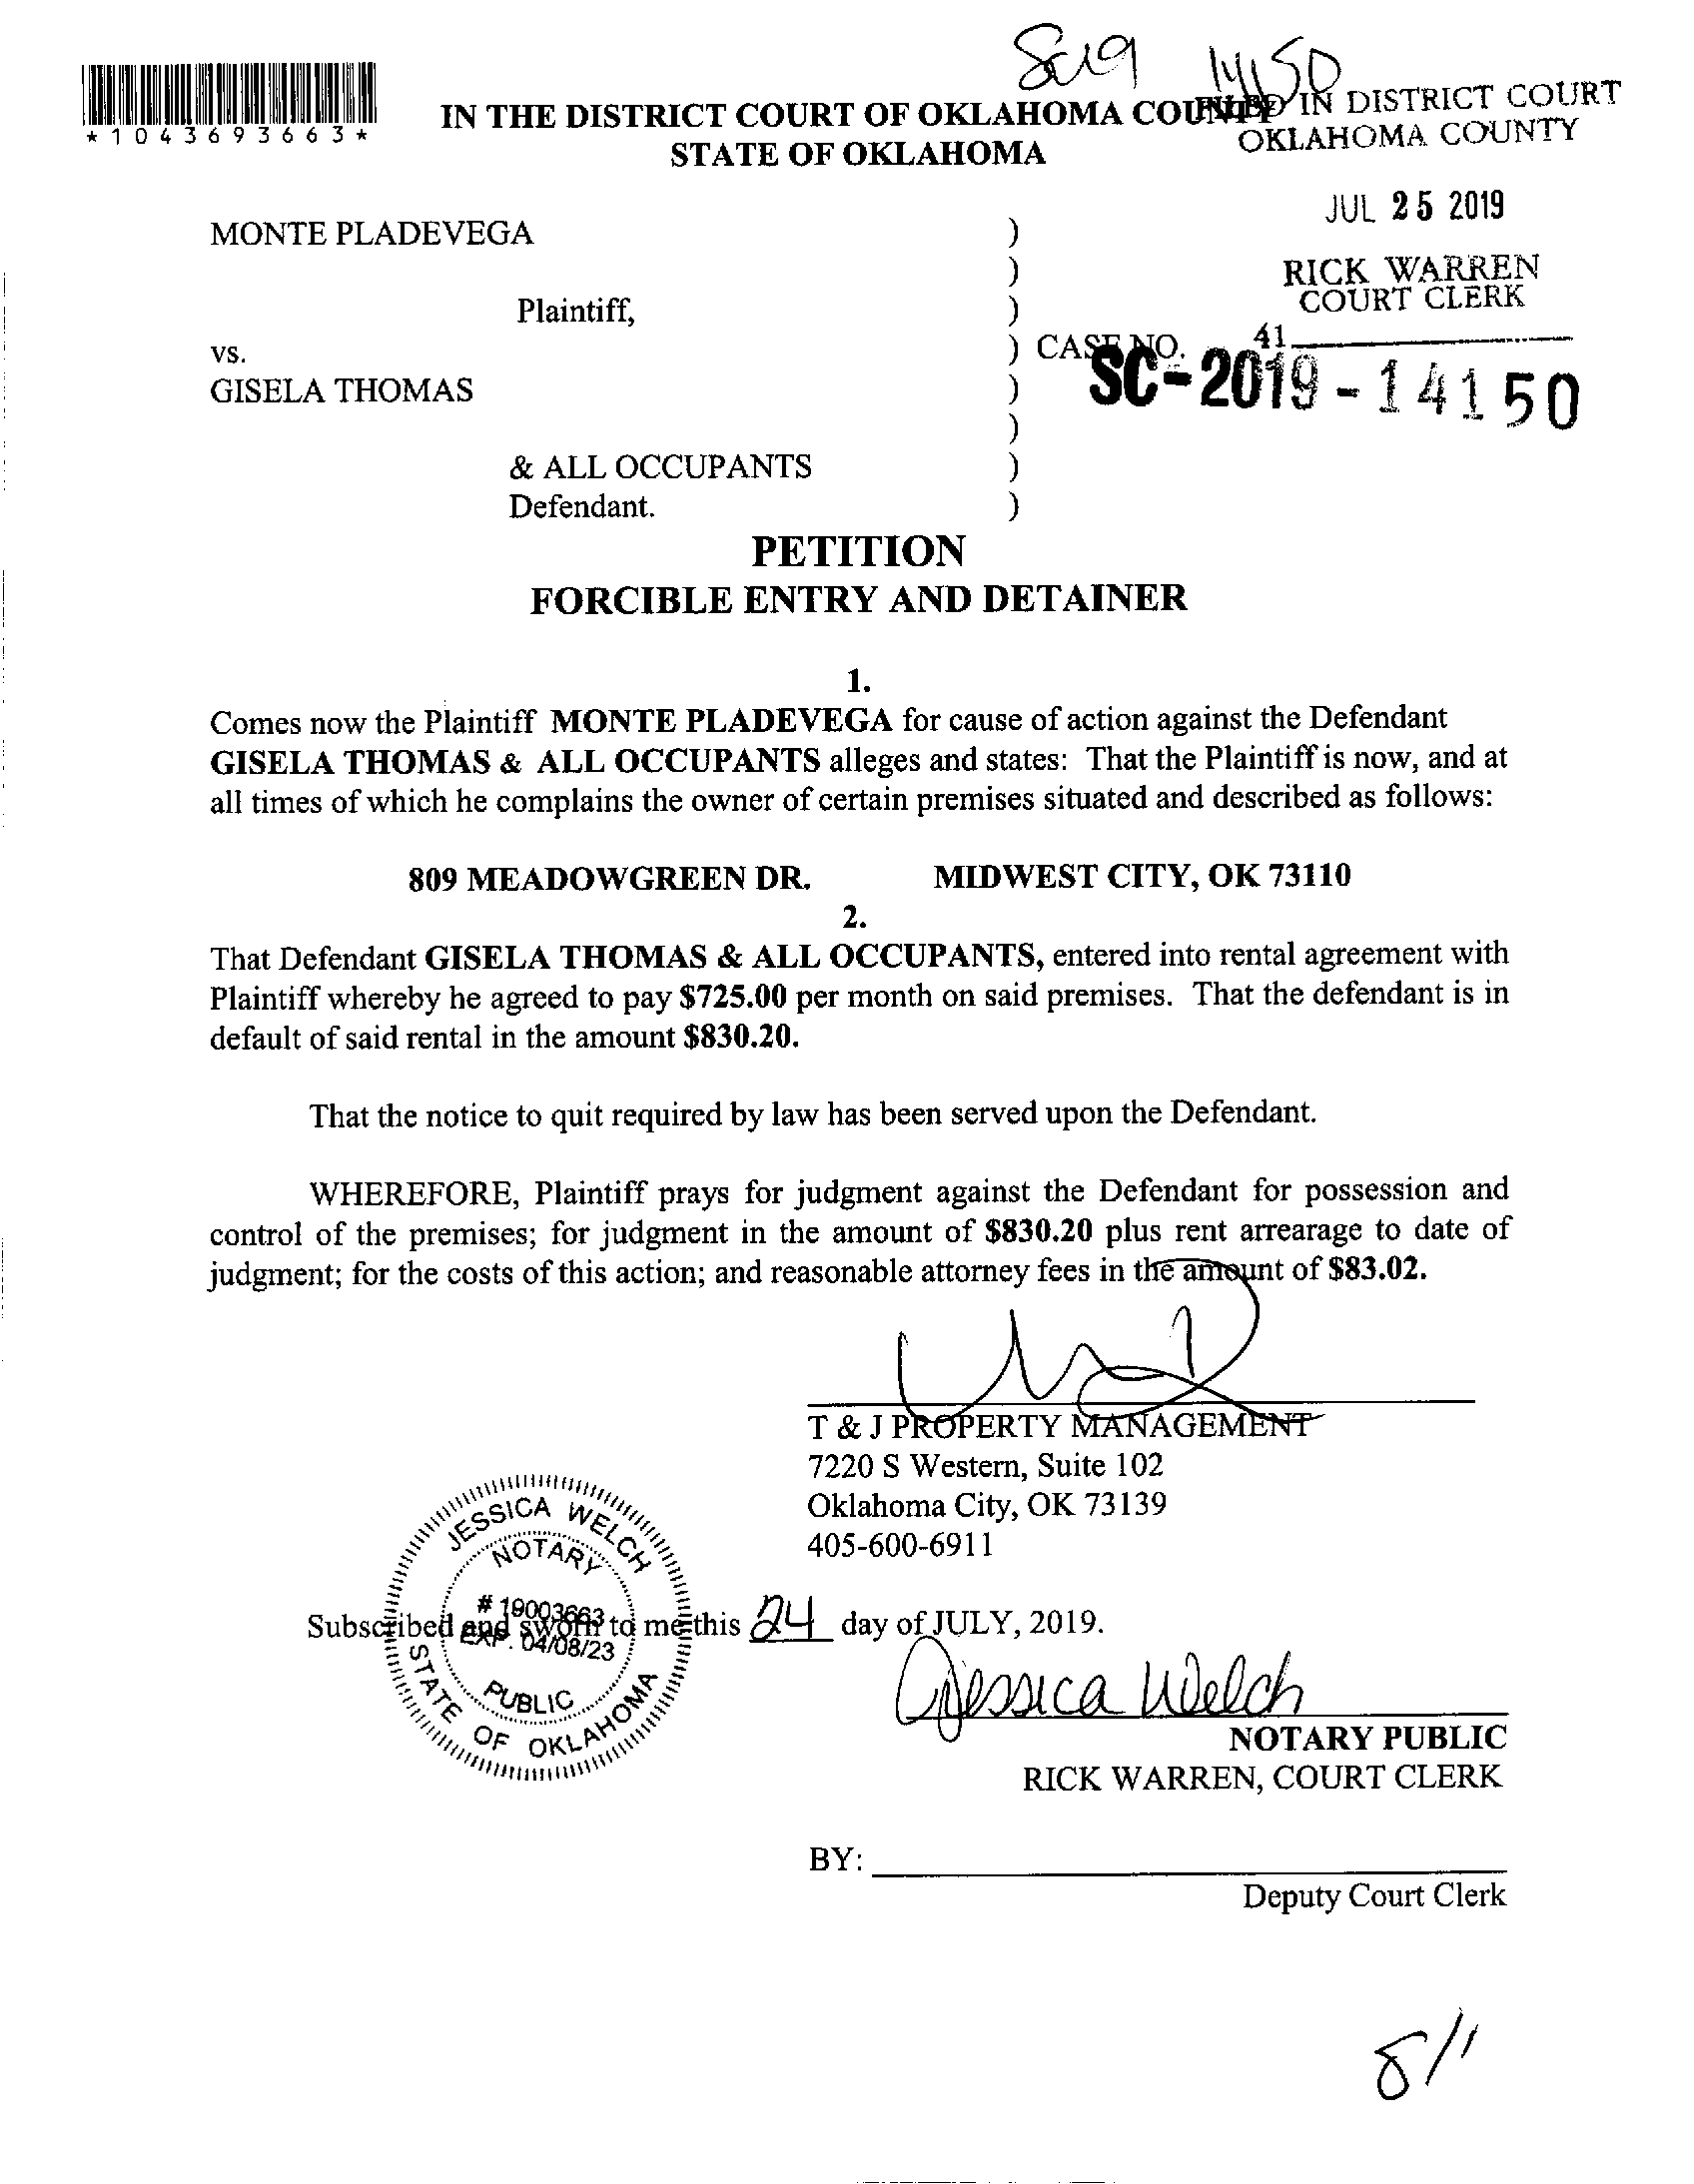 SC19 14150
*1043693663*
IN THE DISTRICT COURT OF OKLAHOMA COUNTY
STATE OF OKLAHOMA
FILED IN DISTRICT COURT
OKLAHOMA COUNTY
JUL 25 2019
RICK WARREN
COURT CLERK
41
MONTE PLADEVEGA )
)
Plaintiff, )
vs. ) CASE NO.
SC-2019-14150
GISELA THOMAS )
)
& ALL OCCUPANTS )
Defendant. )
PETITION
FORCIBLE ENTRY AND DETAINER
1.
Comes now the Plaintiff MONTE PLADEVEGA for cause of action against the Defendant
GISELA THOMAS & ALL OCCUPANTS alleges and states: That the Plaintiff is now, and at
all times of which he complains the owner of certain premises situated and described as follows:
809 MEADOWGREEN DR. MIDWEST CITY, OK 73110
2.
That Defendant GISELA THOMAS & ALL OCCUPANTS, entered into rental agreement with
Plaintiff whereby he agreed to pay $725.00 per month on said premises. That the defendant is in
default of said rental in the amount $830.20.
That the notice to quit required by law has been served upon the Defendant.
WHEREFORE, Plaintiff prays for judgment against the Defendant for possession and
control of the premises; for judgment in the amount of $830.20 plus rent arrearage to date of
judgment; for the costs of this action; and reasonable attorney fees in the amount of $83.02.
T & J PROPERTY MANAGEMENT
7220 S Western, Suite 102
Oklahoma City, OK 73139
405-600-6911
JESSICA WELCH
NOTARY
# 19003663
EXP. 04/08/23
PUBLIC
STATE OF OKLAHOMA
Subscribed and sworn to me this 24 day of JULY, 2019.
Jessica Welch
NOTARY PUBLIC
RICK WARREN, COURT CLERK
BY:
Deputy Court Clerk